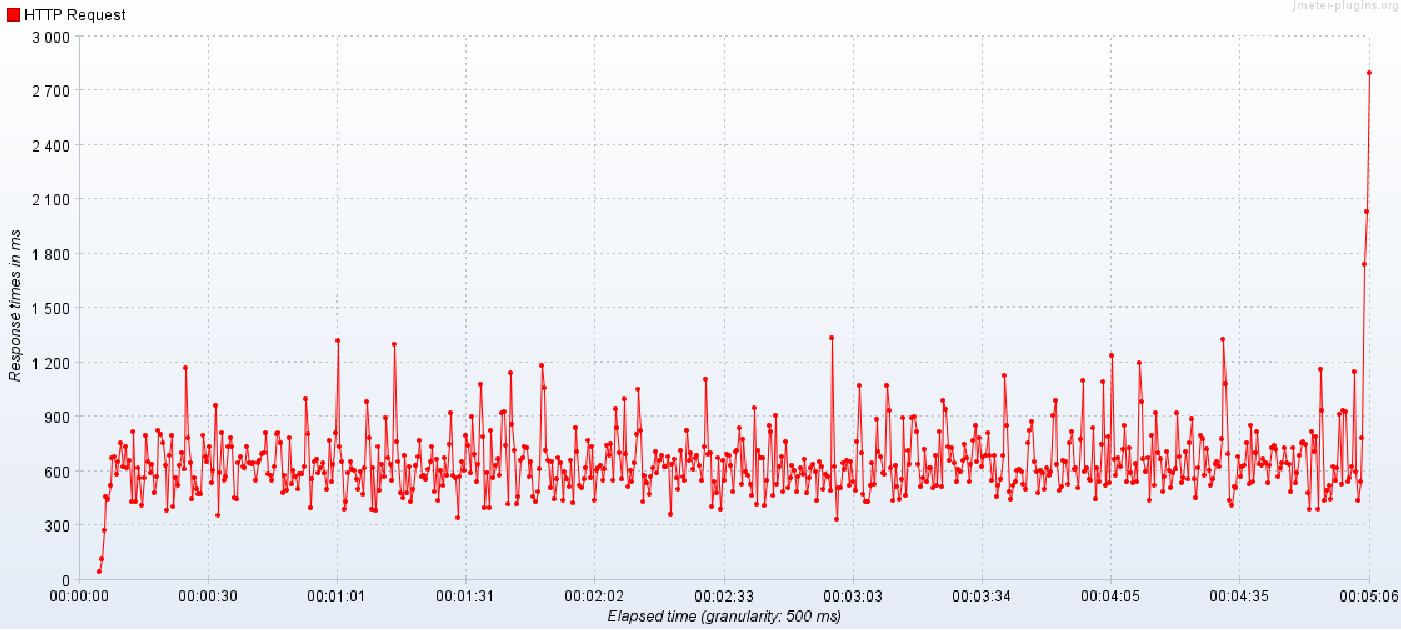 HTTP Request
jmeter-plugins.org
3 000
2 700
2 400
2 100
1 800
1 500
1 200
900
600
300
0
Response times in ms
00:00:00 00:00:30 00:01:01 00:01:31 00:02:02 00:02:33 00:03:03 00:03:34 00:04:05 00:04:35 00:05:06
Elapsed time (granularity: 500 ms)